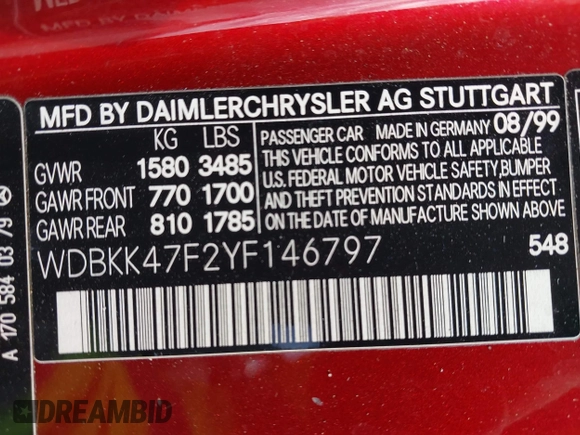 MFD BY DAIMLERCHRYSLER AG STUTTGART
KG LBS
GVWR 1580 3485
GAWR FRONT 770 1700
GAWR REAR 810 1785
PASSENGER CAR MADE IN GERMANY 08/99
THIS VEHICLE CONFORMS TO ALL APPLICABLE
U.S. FEDERAL MOTOR VEHICLE SAFETY,BUMPER
AND THEFT PREVENTION STANDARDS IN EFFECT
ON THE DATE OF MANUFACTURE SHOWN ABOVE.
WDBKK47F2YF146797
548
A 170 584 03 79
DREAMBID